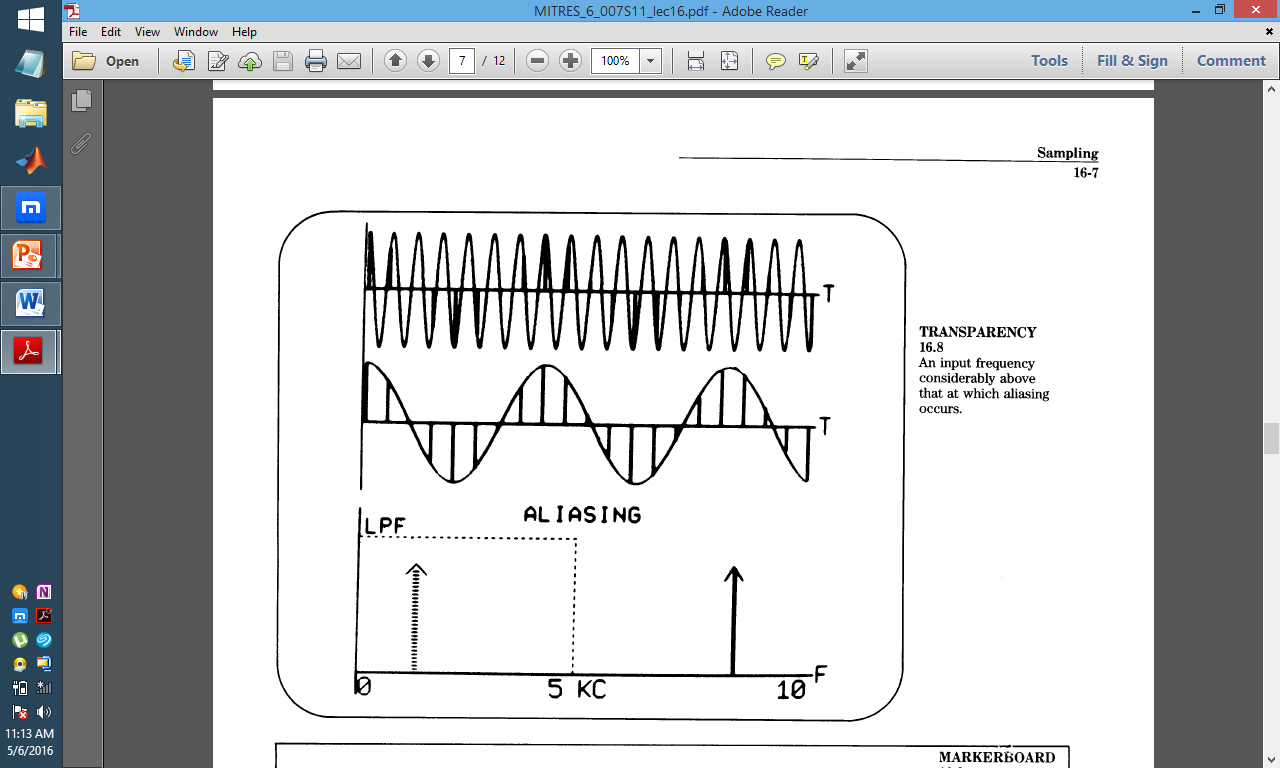 MITRES_6_007S11_lec16.pdf - Adobe Reader
File Edit View Window Help
Open 7 / 12 100% Tools Fill & Sign Comment
Sampling
16-7
T
TRANSPARENCY
16.8
An input frequency
considerably above
that at which aliasing
occurs.
T
ALIASING
LPF
F
0 5 KC 10
MARKERBOARD
11:13 AM
5/6/2016